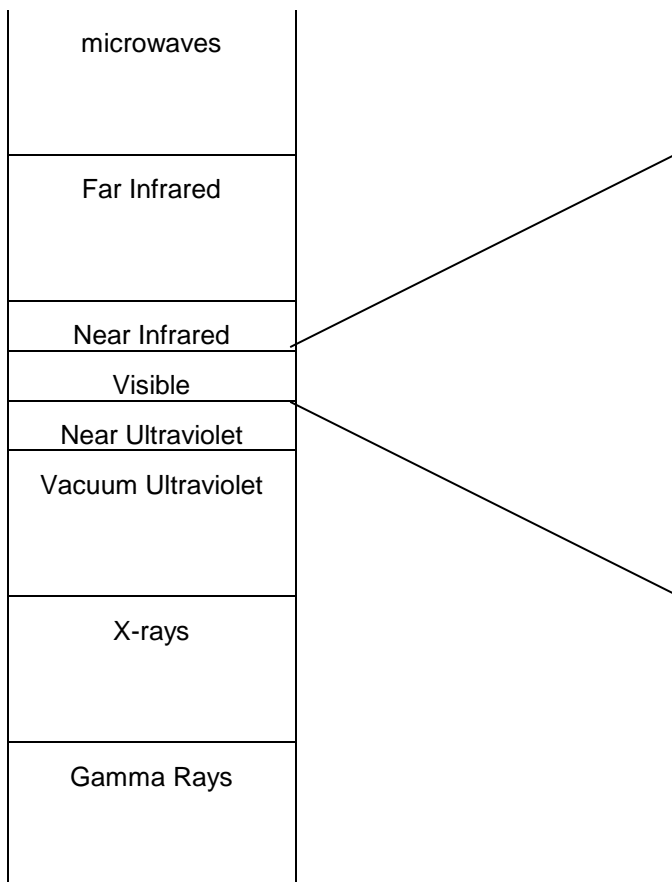 microwaves
Far Infrared
Near Infrared
Visible
Near Ultraviolet
Vacuum Ultraviolet
X-rays
Gamma Rays